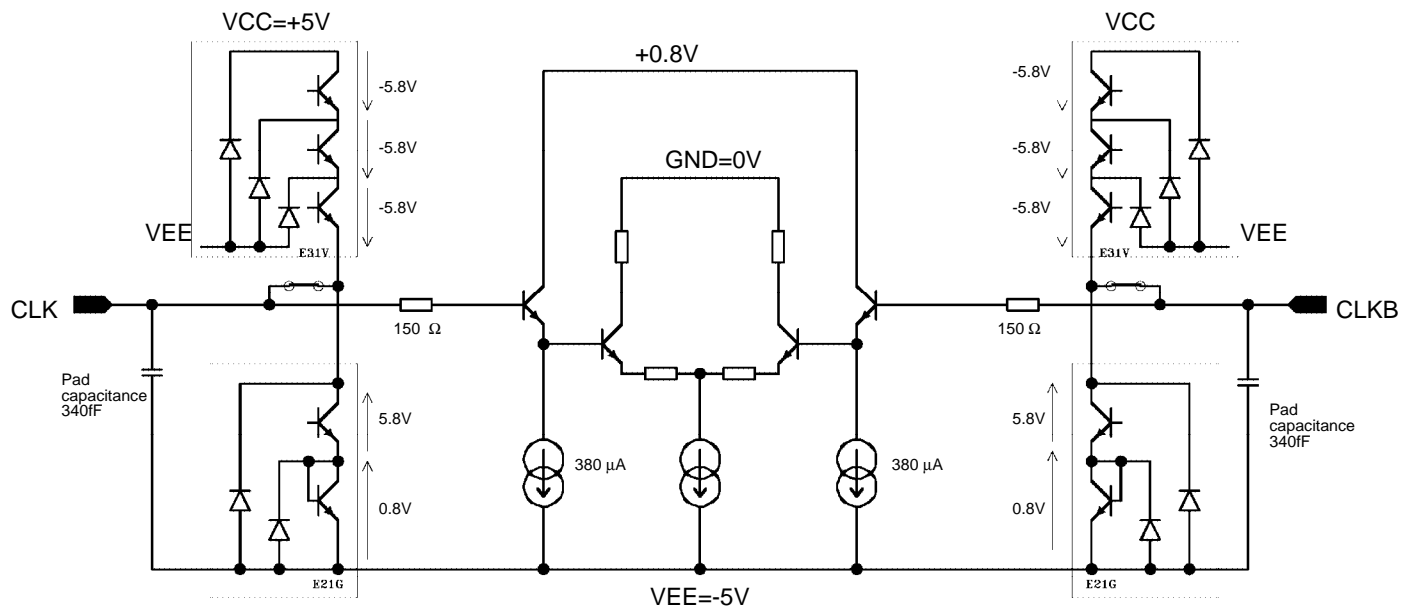 VCC=+5V
VCC
+0.8V
-5.8V
-5.8V
-5.8V
-5.8V
GND=0V
-5.8V
-5.8V
VEE
VEE
E31V
E31V
CLK
CLKB
150 Ω
150 Ω
Pad
capacitance
340fF
5.8V
5.8V
Pad
capacitance
340fF
380 µA
380 µA
0.8V
0.8V
E21G
E21G
VEE=-5V